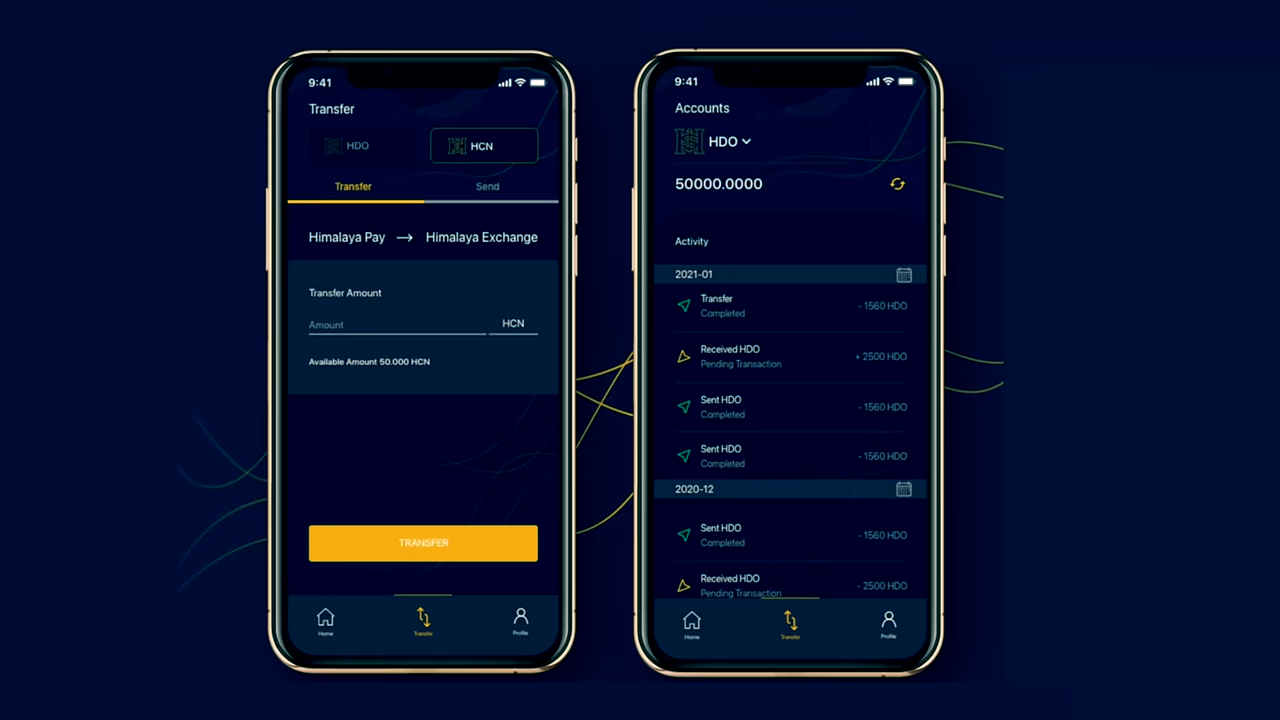 9:41
Transfer
HDO
HCN
Transfer
Send
Himalaya Pay → Himalaya Exchange
Transfer Amount
Amount
HCN
Available Amount 50.000 HCN
TRANSFER
Home
Transfer
Profile
9:41
Accounts
HDO
50000.0000
Activity
2021-01
Transfer
Completed
- 1560 HDO
Received HDO
Pending Transaction
+ 2500 HDO
Sent HDO
Completed
- 1560 HDO
Sent HDO
Completed
- 1560 HDO
2020-12
Sent HDO
Completed
- 1560 HDO
Received HDO
Pending Transaction
- 2500 HDO
Home
Transfer
Profile